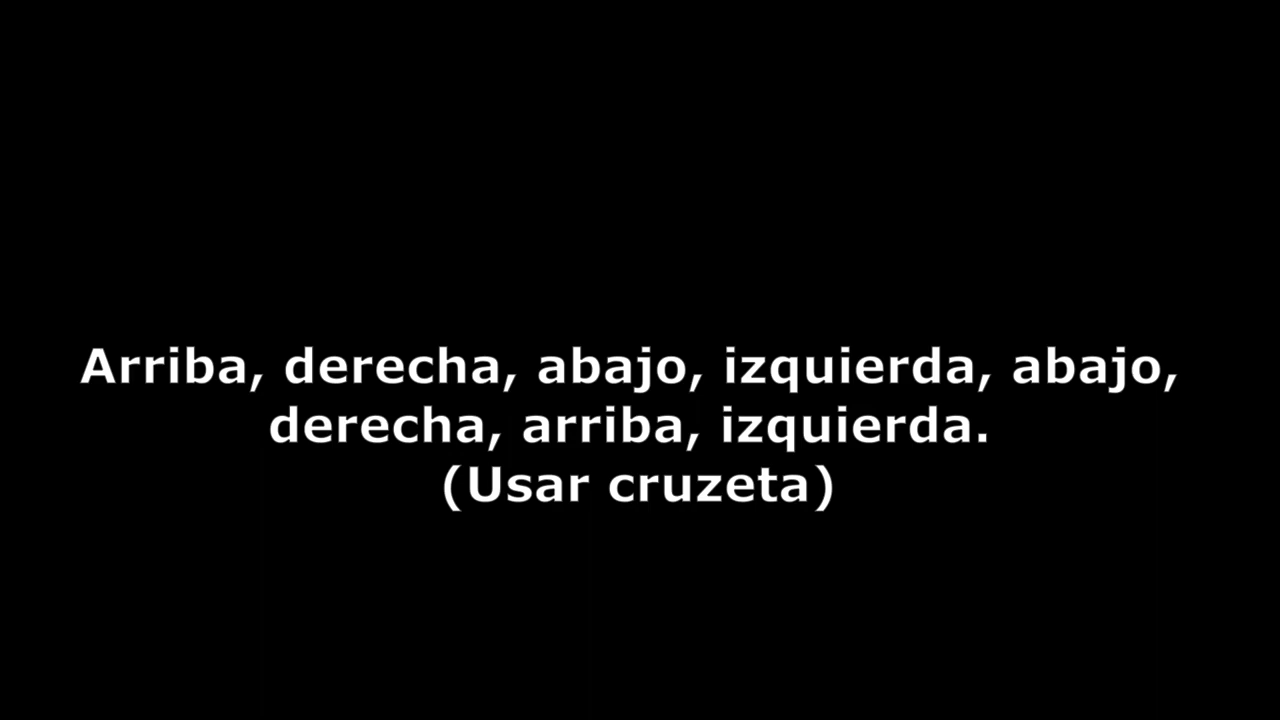 Arriba, derecha, abajo, izquierda, abajo,
derecha, arriba, izquierda.
(Usar cruzeta)